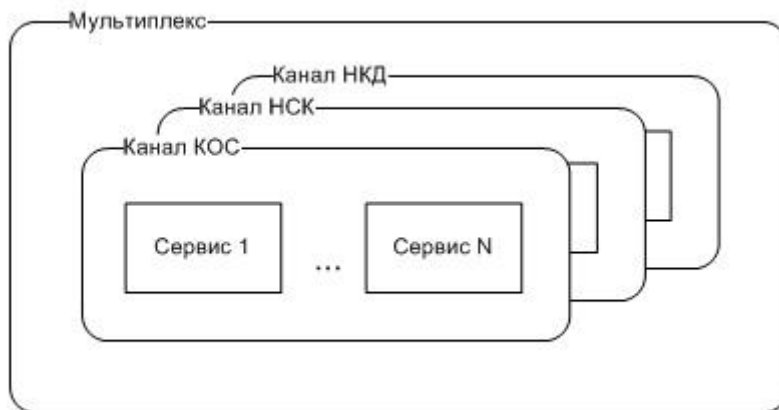 Мультиплекс
Канал НКД
Канал НСК
Канал КОС
Сервис 1
...
Сервис N